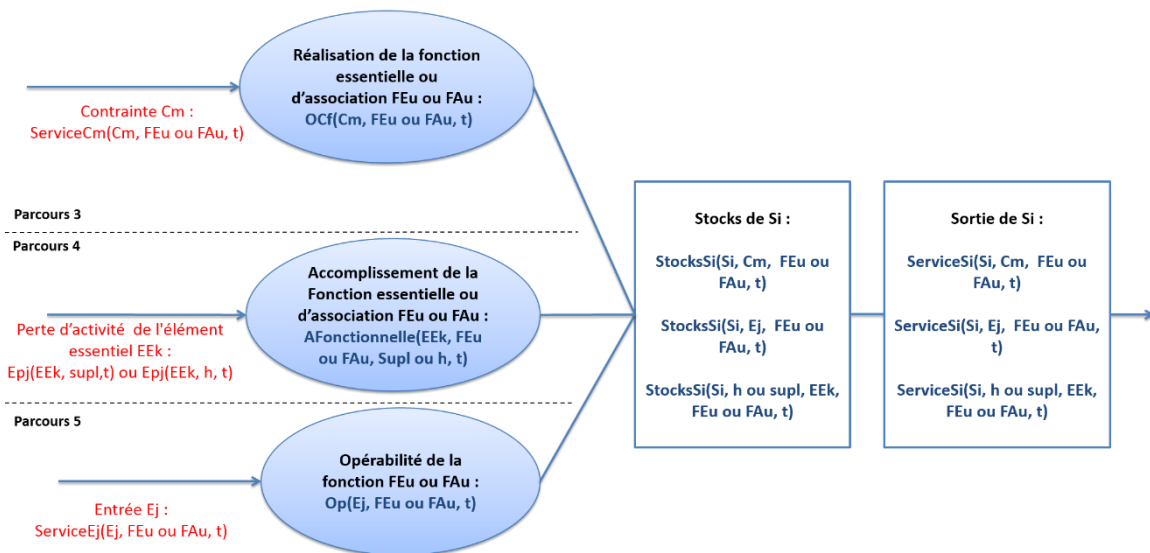 Réalisation de la fonction
essentielle ou
d'association FEu ou FAu :
OCf(Cm, FEu ou FAu, t)
Contrainte Cm :
ServiceCm(Cm, FEu ou FAu, t)
Parcours 3
Parcours 4
Accomplissement de la
Fonction essentielle ou
d'association FEu ou FAu :
AFonctionnelle(EEk, FEu
ou FAu, Supl ou h, t)
Perte d'activité de l'élément
essentiel EEk :
Epj(EEk, supl,t) ou Epj(EEk, h, t)
Parcours 5
Opérabilité de la
fonction FEu ou FAu :
Op(Ej, FEu ou FAu, t)
Entrée Ej :
ServiceEj(Ej, FEu ou FAu, t)
Stocks de Si :
StocksSi(Si, Cm, FEu ou
FAu, t)
StocksSi(Si, Ej, FEu ou
FAu, t)
StocksSi(Si, h ou supl, EEk,
FEu ou FAu, t)
Sortie de Si :
ServiceSi(Si, Cm, FEu ou
FAu, t)
ServiceSi(Si, Ej, FEu ou FAu,
t)
ServiceSi(Si, h ou supl, EEk,
FEu ou FAu, t)